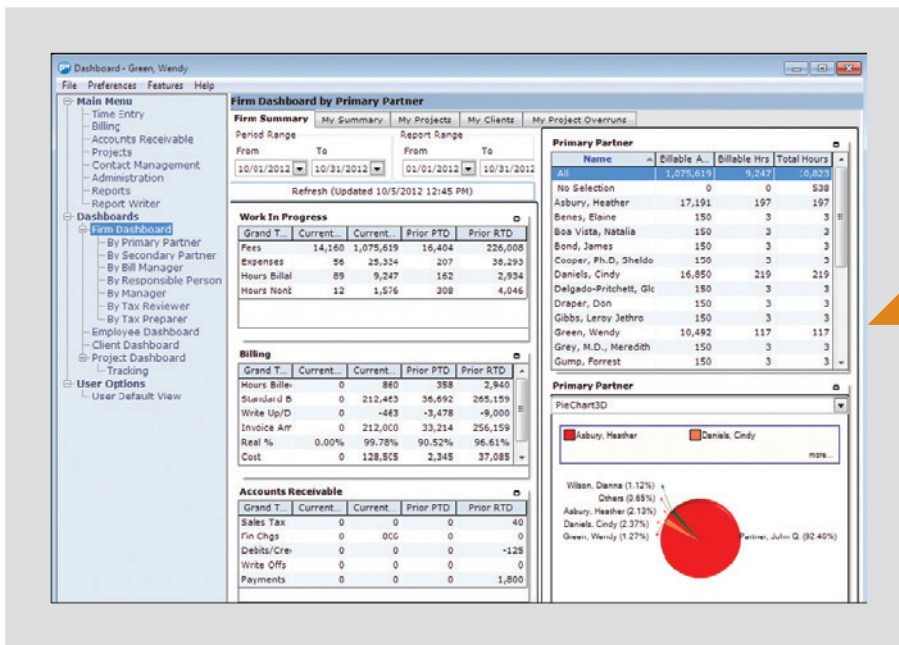 Dashboard - Green, Wendy
File Preferences Features Help
Main Menu
Time Entry
Billing
Accounts Receivable
Projects
Contact Management
Administration
Reports
Report Writer
Dashboards
Firm Dashboard
By Primary Partner
By Secondary Partner
By Bill Manager
By Responsible Person
By Manager
By Tax Reviewer
By Tax Preparer
Employee Dashboard
Client Dashboard
Project Dashboard
Tracking
User Options
User Default View
Firm Dashboard by Primary Partner
Firm Summary My Summary My Projects My Clients My Project Overruns
Period Range Report Range
From To From To
10/01/2012 10/31/2012 01/01/2012 10/31/2012
Refresh (Updated 10/5/2012 12:45 PM)
Work In Progress
Grand T... Current... Current... Prior PTD Prior RTD
Fees 14,160 1,075,619 16,404 226,008
Expenses 56 25,334 207 38,293
Hours Billal 89 9,247 162 2,934
Hours Nonb 12 1,576 308 4,046
Billing
Grand T... Current... Current... Prior PTD Prior RTD
Hours Biller 0 860 358 2,940
Standard B 0 212,463 36,692 265,159
Write Up/D 0 -463 -3,478 -9,000
Invoice Am 0 212,000 33,214 256,159
Real % 0.00% 99.78% 90.52% 96.61%
Cost 0 128,505 2,345 37,085
Accounts Receivable
Grand T... Current... Current... Prior PTD Prior RTD
Sales Tax 0 0 0 40
Fin Chgs 0 0 0
Debits/Cre 0 0 0 -125
Write Offs 0 0 0 0
Payments 0 0 0 1,800
Primary Partner
Name Billable A... Billable Hrs Total Hours
All 1,075,619 9,247 10,823
No Selection 0 0 538
Asbury, Heather 17,191 197 197
Benes, Elaine 150 3 3
Boa Vista, Natalia 150 3 3
Bond, James 150 3 3
Cooper, Ph.D, Sheldo 150 3 3
Daniels, Cindy 16,850 219 219
Delgado-Pritchett, Glc 150 3 3
Draper, Don 150 3 3
Gibbs, Leroy Jethro 150 3 3
Green, Wendy 10,492 117 117
Grey, M.D., Meredith 150 3 3
Gump, Forrest 150 3 3
Primary Partner
PieChart3D
Asbury, Heather Daniels, Cindy
more...
Wilson, Dianna (1.12%)
Others (0.65%)
Asbury, Heather (2.13%)
Daniels, Cindy (2.37%)
Green, Wendy (1.27%)
Partner, John Q. (92.46%)